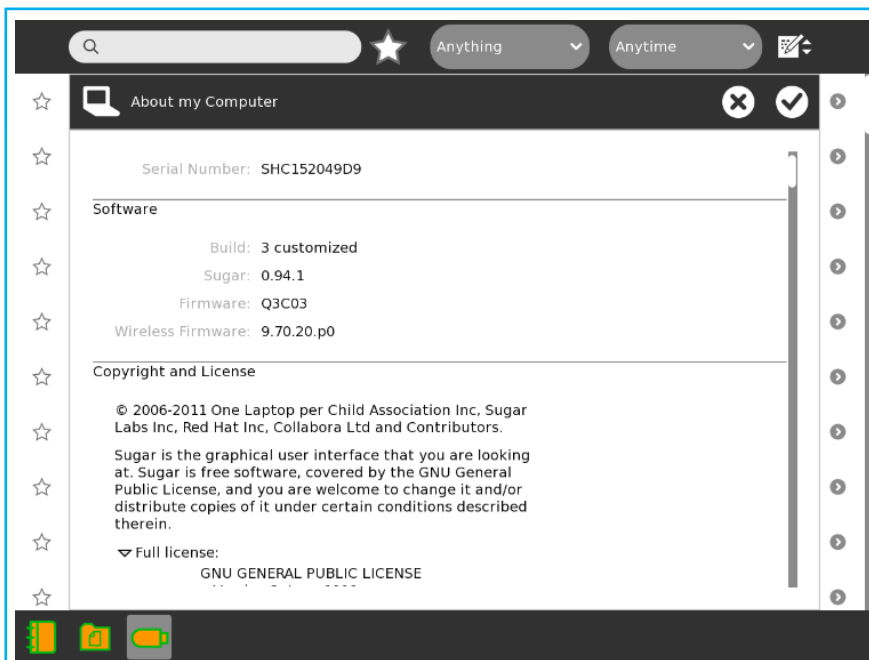 Anything
Anytime
About my Computer
Serial Number: SHC152049D9
Software
Build: 3 customized
Sugar: 0.94.1
Firmware: Q3C03
Wireless Firmware: 9.70.20.p0
Copyright and License
© 2006-2011 One Laptop per Child Association Inc, Sugar
Labs Inc, Red Hat Inc, Collabora Ltd and Contributors.
Sugar is the graphical user interface that you are looking
at. Sugar is free software, covered by the GNU General
Public License, and you are welcome to change it and/or
distribute copies of it under certain conditions described
therein.
Full license:
GNU GENERAL PUBLIC LICENSE